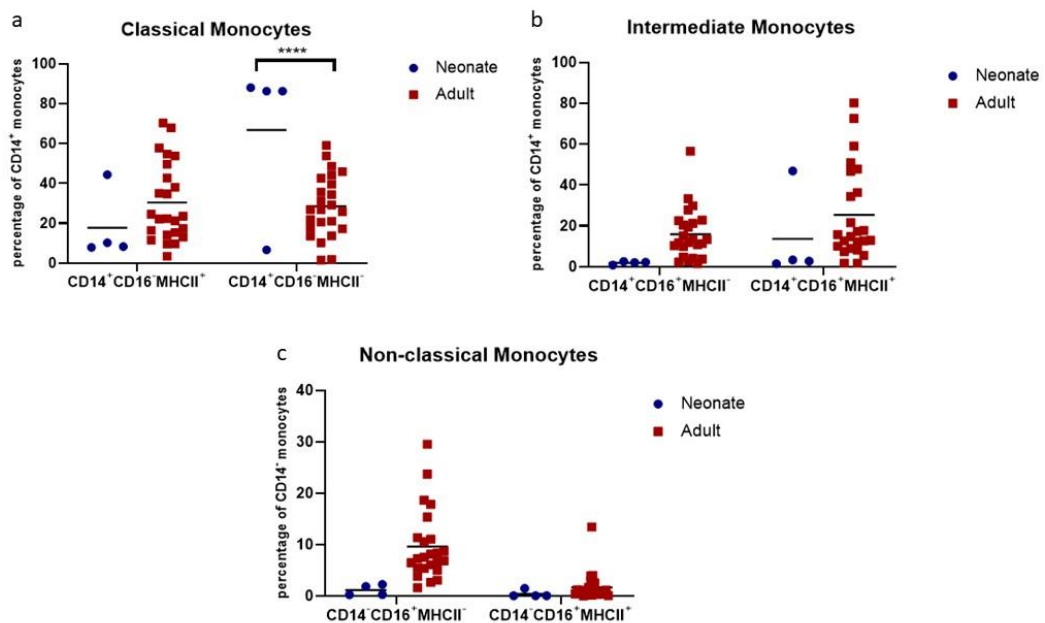 a
Classical Monocytes
****
Neonate
Adult
percentage of CD14⁺ monocytes
100
80
60
40
20
0
CD14⁺CD16⁻MHCII⁺
CD14⁺CD16⁻MHCII⁻
b
Intermediate Monocytes
Neonate
Adult
percentage of CD14⁺ monocytes
100
80
60
40
20
0
CD14⁺CD16⁺MHCII⁻
CD14⁺CD16⁺MHCII⁺
c
Non-classical Monocytes
Neonate
Adult
percentage of CD14⁻ monocytes
40
30
20
10
0
CD14⁻CD16⁺MHCII⁻
CD14⁻CD16⁺MHCII⁺